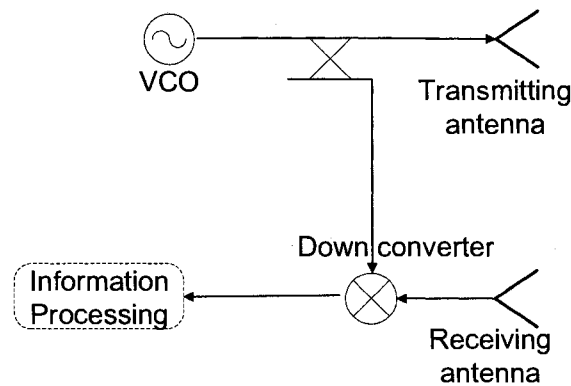 VCO
Transmitting
antenna
Down converter
Information
Processing
Receiving
antenna